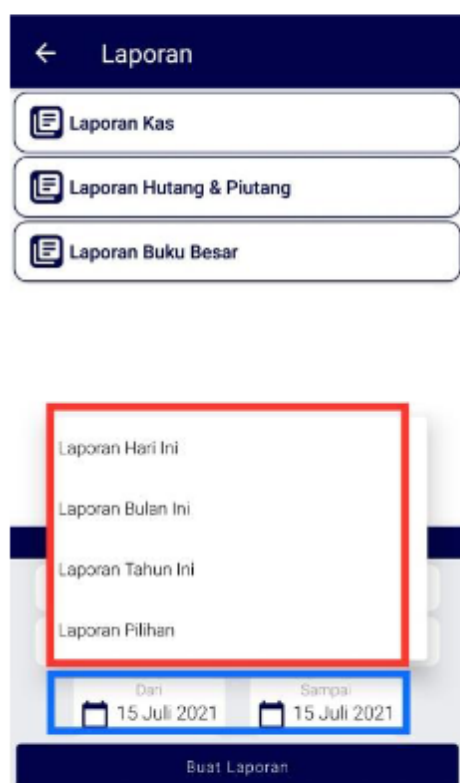 Laporan
Laporan Kas
Laporan Hutang & Piutang
Laporan Buku Besar
Laporan Hari Ini
Laporan Bulan Ini
Laporan Tahun Ini
Laporan Pilihan
Dari Sampai
15 Juli 2021 15 Juli 2021
Buat Laporan